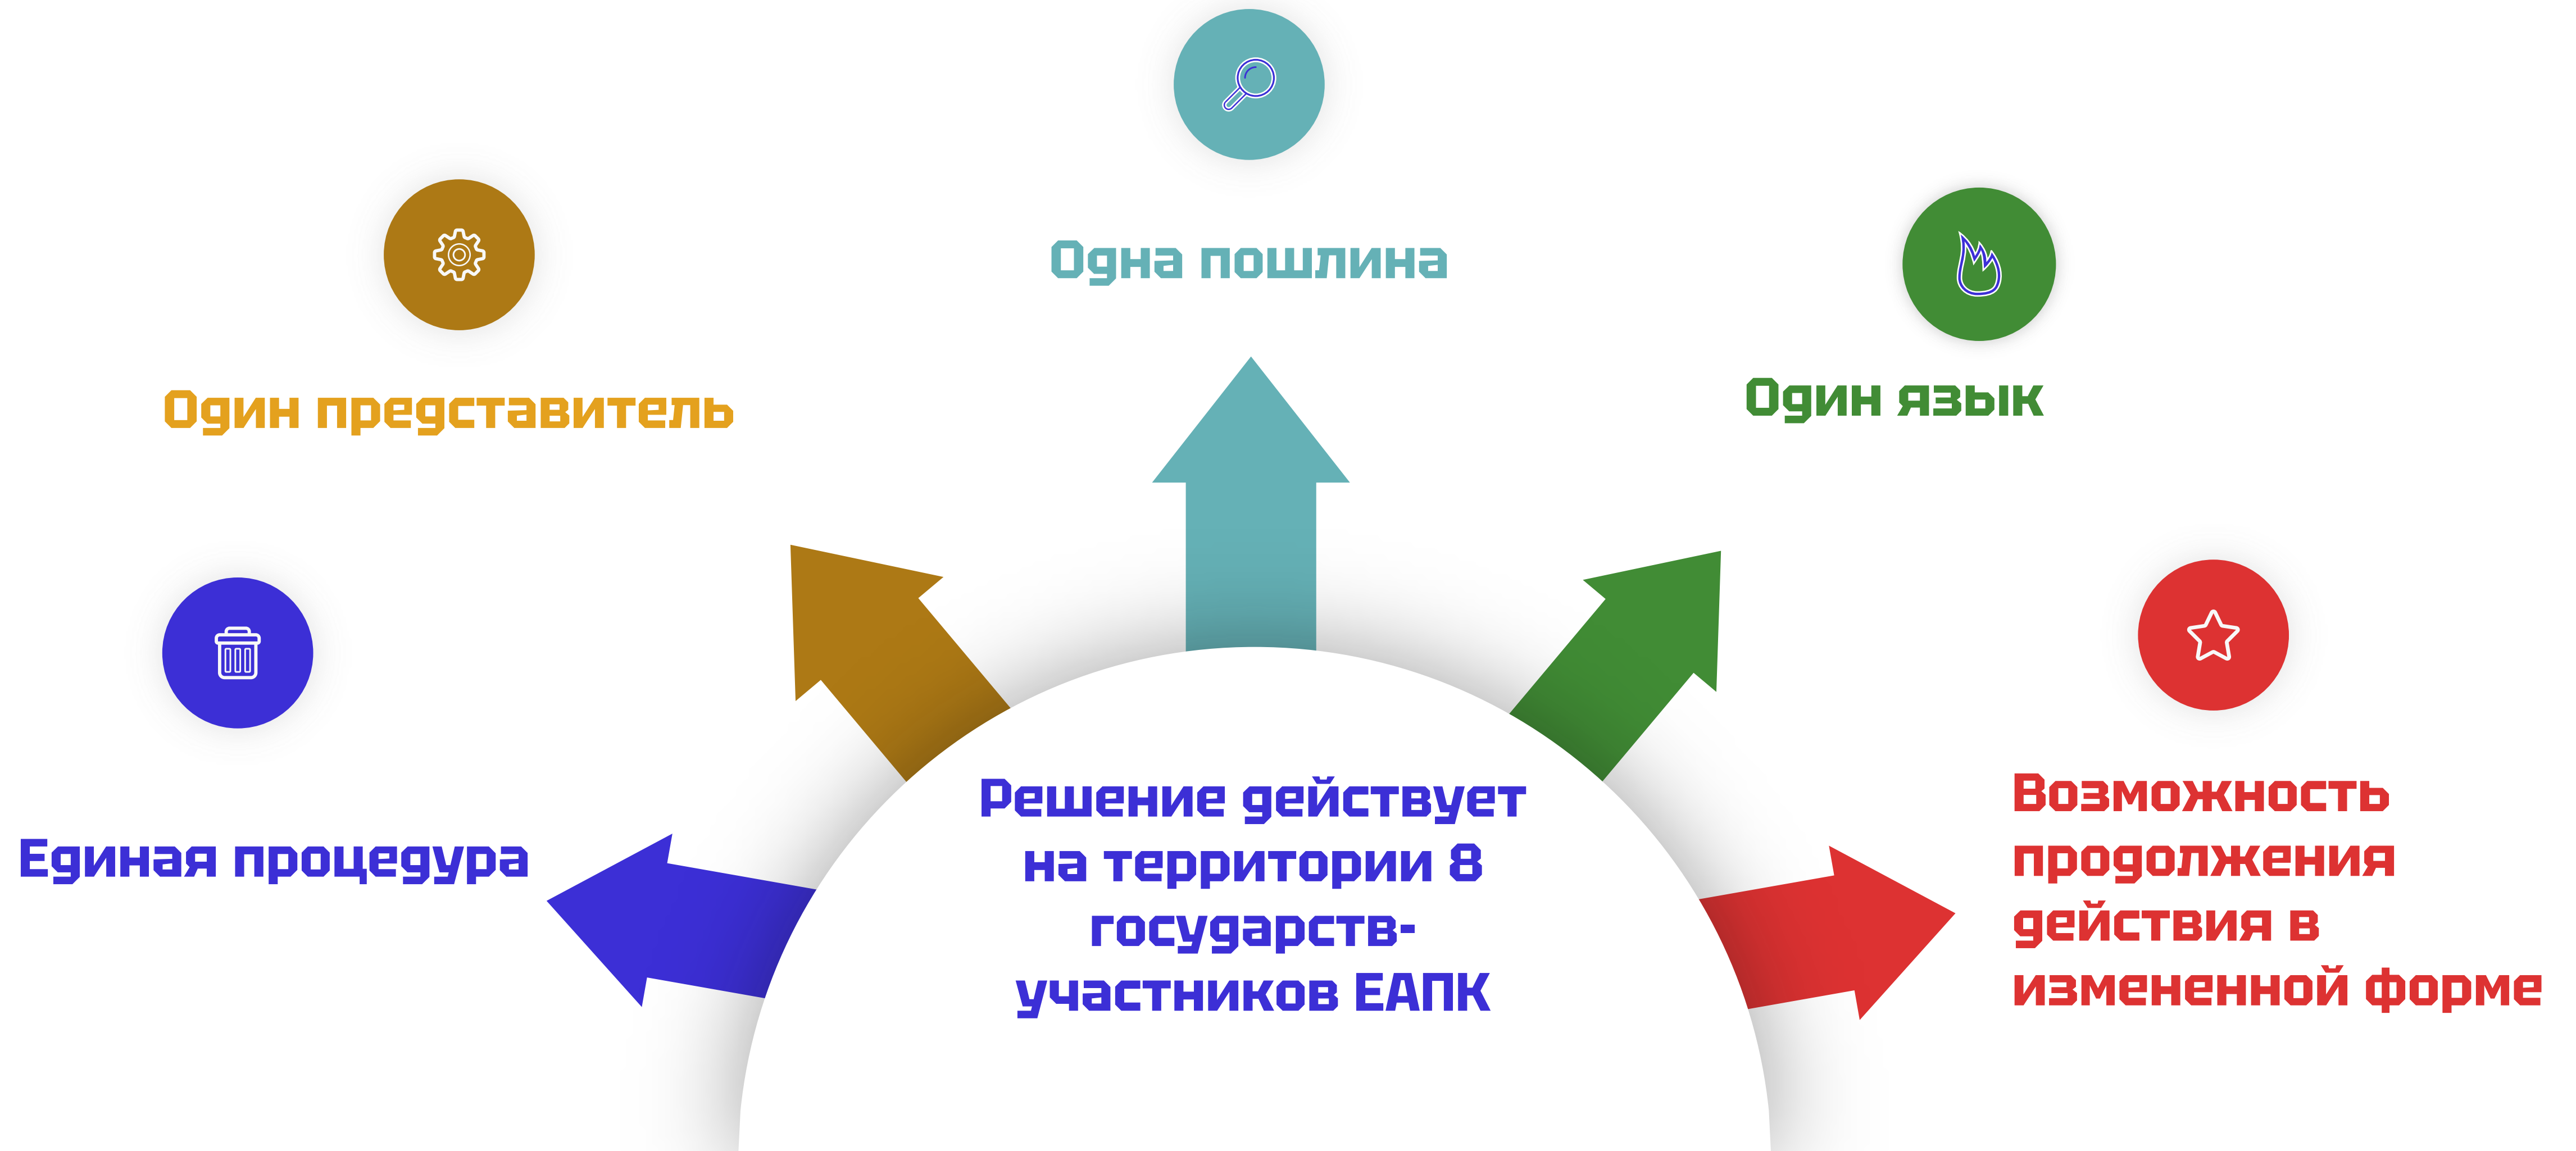 Одна пошлина
Один представитель
Один язык
Единая процедура
Решение действует
на территории 8
государств-
участников ЕАПК
Возможность
продолжения
действия в
измененной форме